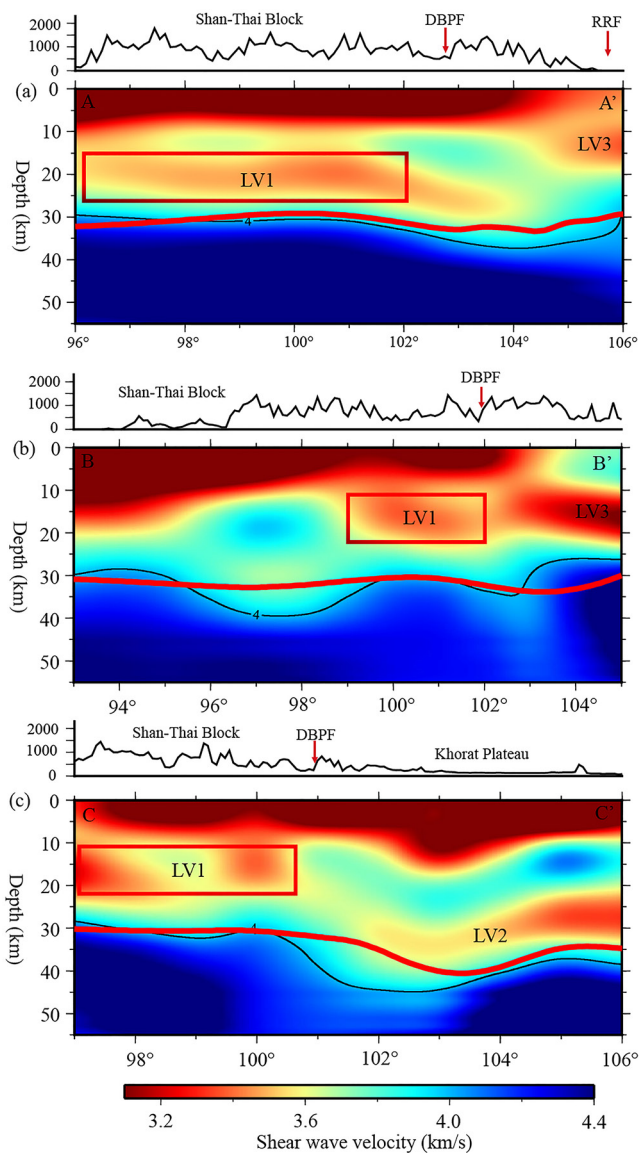 2000
1000
0
Shan-Thai Block
DBPF
RRF
(a)
A
A’
0
10
20
30
40
50
Depth (km)
LV1
LV3
4
96°
98°
100°
102°
104°
106°
2000
1000
0
Shan-Thai Block
DBPF
(b)
B
B’
0
10
20
30
40
50
Depth (km)
LV1
LV3
4
94°
96°
98°
100°
102°
104°
2000
1000
0
Shan-Thai Block
DBPF
Khorat Plateau
(c)
C
C’
0
10
20
30
40
50
Depth (km)
LV1
LV2
4
98°
100°
102°
104°
106°
3.2
3.6
4.0
4.4
Shear wave velocity (km/s)